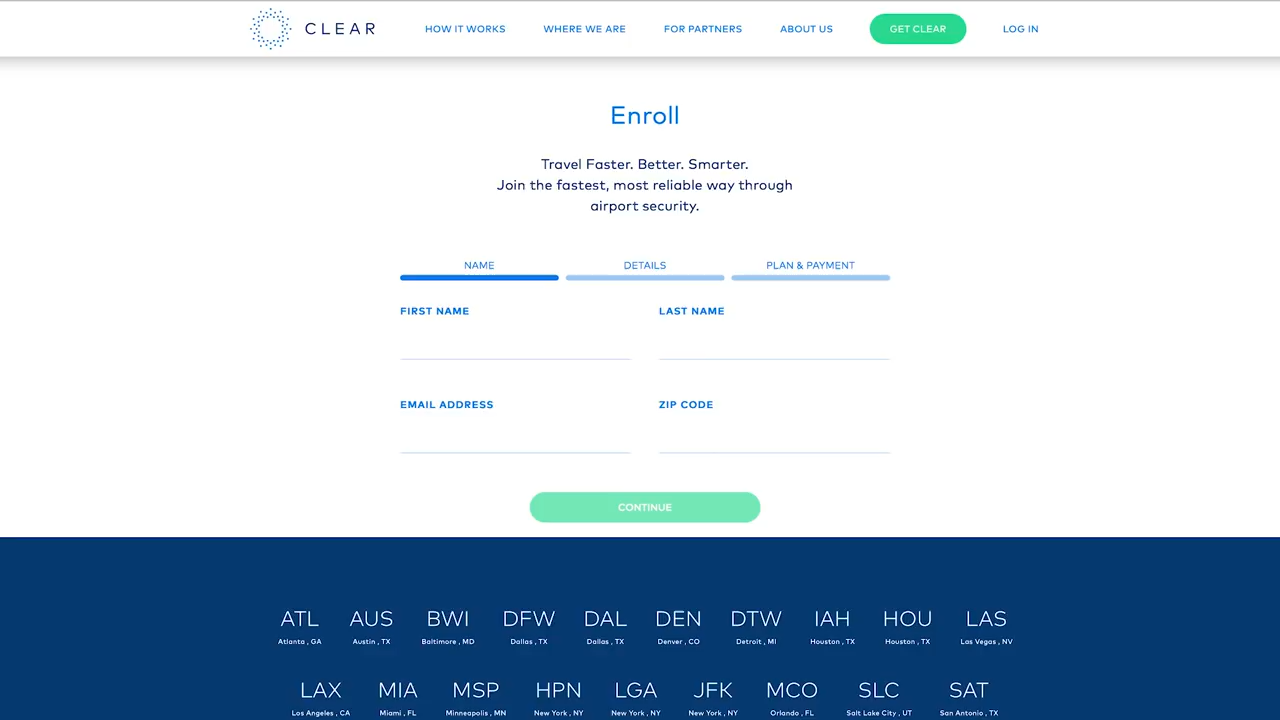 CLEAR HOW IT WORKS WHERE WE ARE FOR PARTNERS ABOUT US GET CLEAR LOG IN
Enroll
Travel Faster. Better. Smarter.
Join the fastest, most reliable way through
airport security.
NAME DETAILS PLAN & PAYMENT
FIRST NAME LAST NAME
EMAIL ADDRESS ZIP CODE
CONTINUE
ATL AUS BWI DFW DAL DEN DTW IAH HOU LAS
Atlanta , GA Austin , TX Baltimore , MD Dallas , TX Dallas , TX Denver , CO Detroit , MI Houston , TX Houston , TX Las Vegas , NV
LAX MIA MSP HPN LGA JFK MCO SLC SAT
Los Angeles , CA Miami , FL Minneapolis , MN New York , NY New York , NY New York , NY Orlando , FL Salt Lake City , UT San Antonio , TX